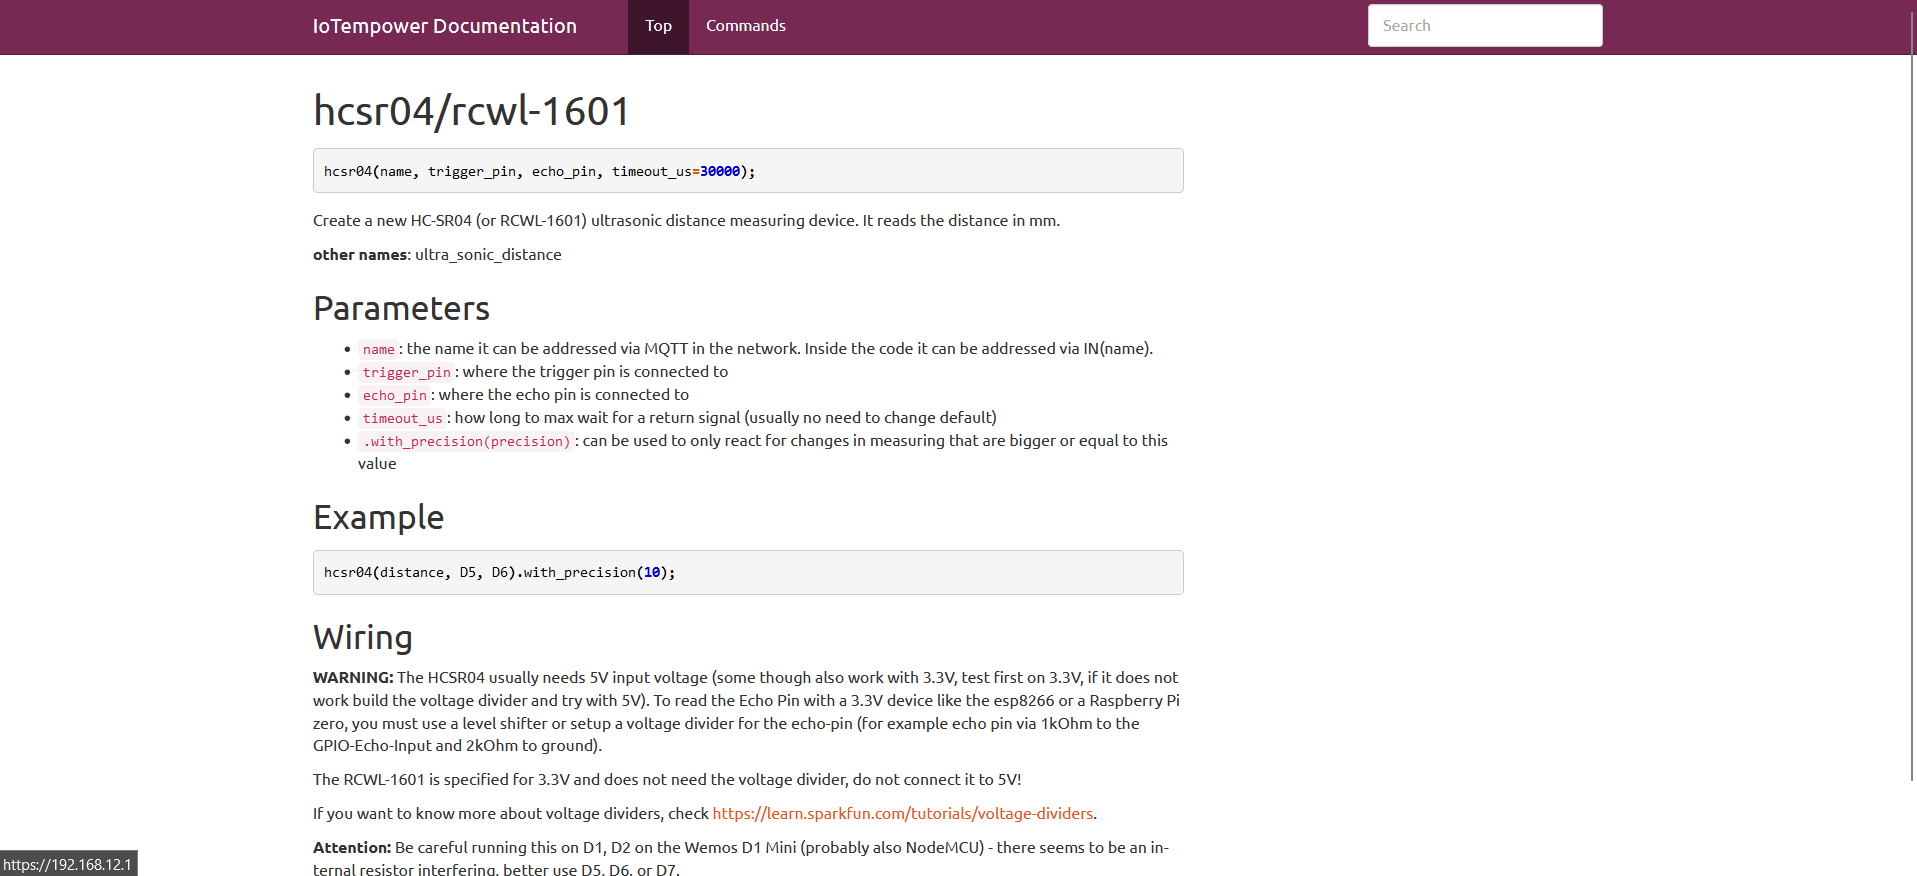 IoTempower Documentation
Top
Commands
Search
hcsr04/rcwl-1601
hcsr04(name, trigger_pin, echo_pin, timeout_us=30000);
Create a new HC-SR04 (or RCWL-1601) ultrasonic distance measuring device. It reads the distance in mm.
other names: ultra_sonic_distance
Parameters
• name: the name it can be addressed via MQTT in the network. Inside the code it can be addressed via IN(name).
• trigger_pin: where the trigger pin is connected to
• echo_pin: where the echo pin is connected to
• timeout_us: how long to max wait for a return signal (usually no need to change default)
• .with_precision(precision): can be used to only react for changes in measuring that are bigger or equal to this
value
Example
hcsr04(distance, D5, D6).with_precision(10);
Wiring
WARNING: The HCSR04 usually needs 5V input voltage (some though also work with 3.3V, test first on 3.3V, if it does not
work build the voltage divider and try with 5V). To read the Echo Pin with a 3.3V device like the esp8266 or a Raspberry Pi
zero, you must use a level shifter or setup a voltage divider for the echo-pin (for example echo pin via 1kOhm to the
GPIO-Echo-Input and 2kOhm to ground).
The RCWL-1601 is specified for 3.3V and does not need the voltage divider, do not connect it to 5V!
If you want to know more about voltage dividers, check https://learn.sparkfun.com/tutorials/voltage-dividers.
Attention: Be careful running this on D1, D2 on the Wemos D1 Mini (probably also NodeMCU) - there seems to be an in-
ternal resistor interfering, better use D5, D6, or D7.
https://192.168.12.1